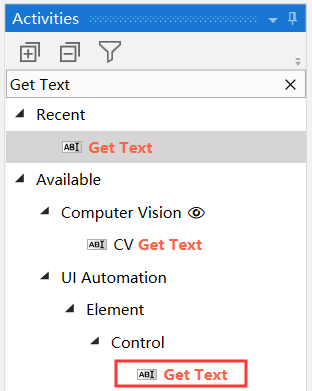 Activities
Get Text
Recent
Get Text
Available
Computer Vision
CV Get Text
UI Automation
Element
Control
Get Text